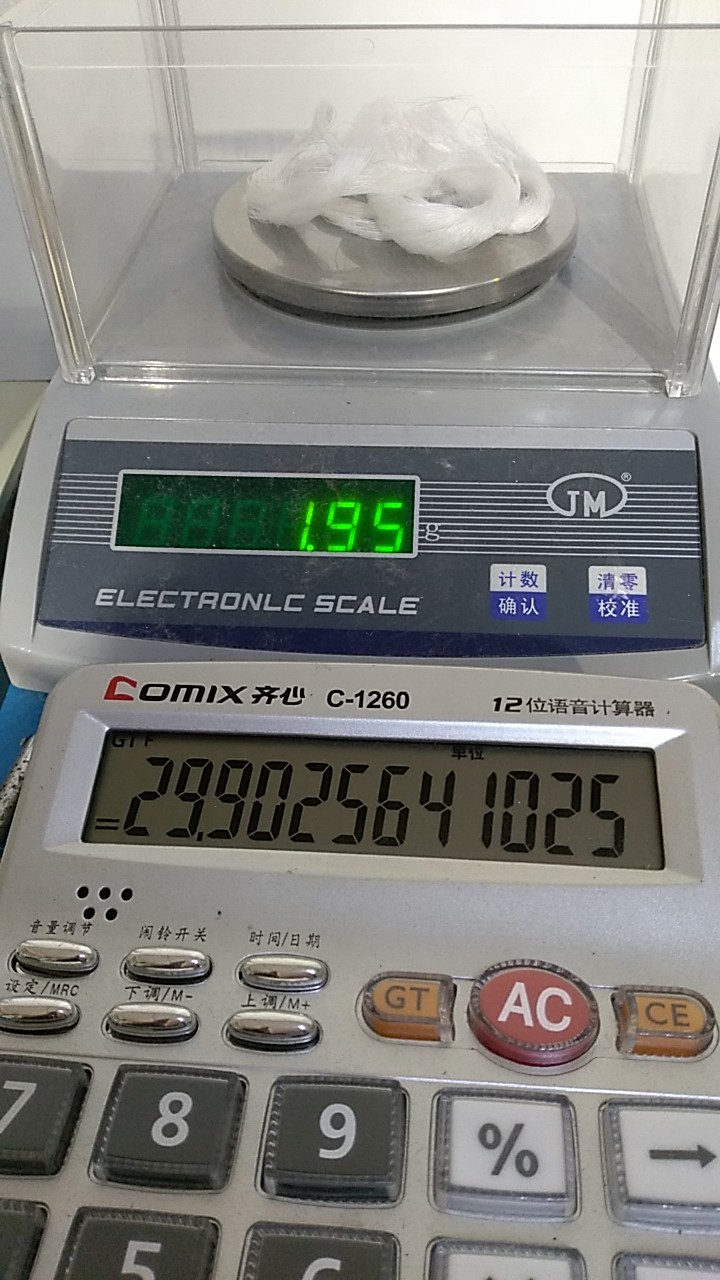 1.95 g
JM®
计数 清零
确认 校准
ELECTRONLC SCALE
COMIX 齐心 C-1260 12位语音计算器
GT F 单位
=29.9025641025
音量调节 闹铃开关 时间/日期
设定/MRC 下调/M- 上调/M+
GT AC CE
7 8 9 % →
5 6